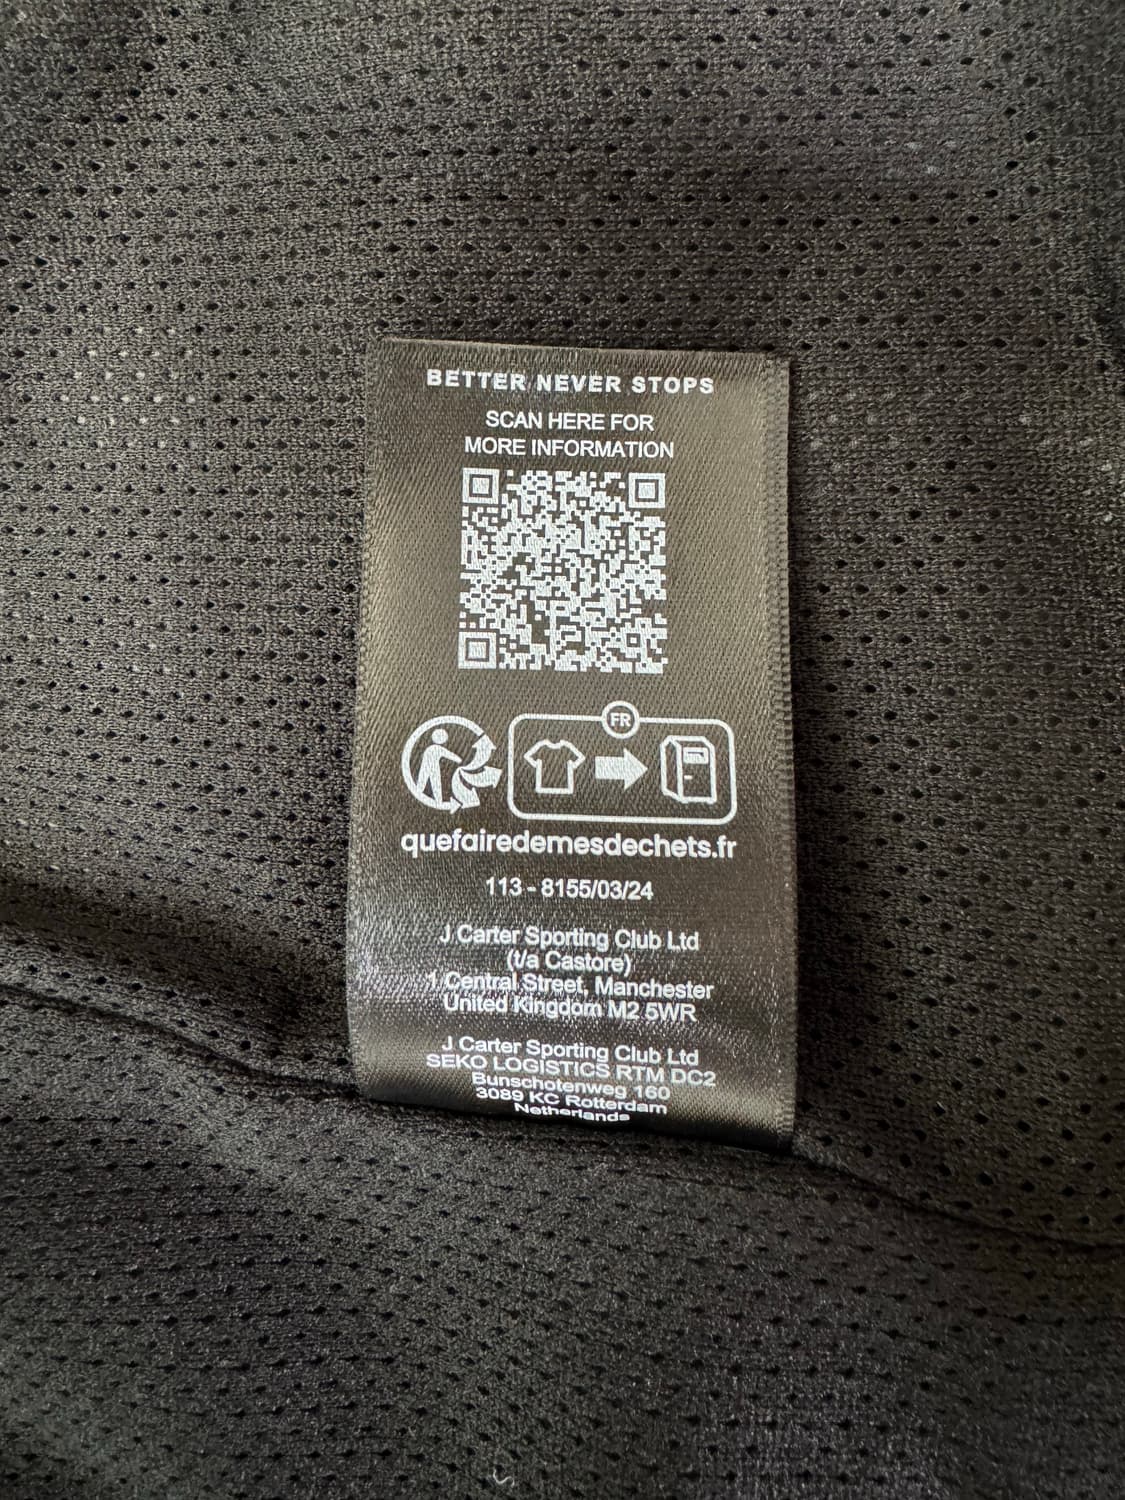 BETTER NEVER STOPS
SCAN HERE FOR
MORE INFORMATION
FR
quefairedemesdechets.fr
113 - 8155/03/24
J Carter Sporting Club Ltd
(t/a Castore)
1 Central Street, Manchester
United Kingdom M2 5WR
J Carter Sporting Club Ltd
SEKO LOGISTICS RTM DC2
Bunschotenweg 160
3089 KC Rotterdam
Netherlands